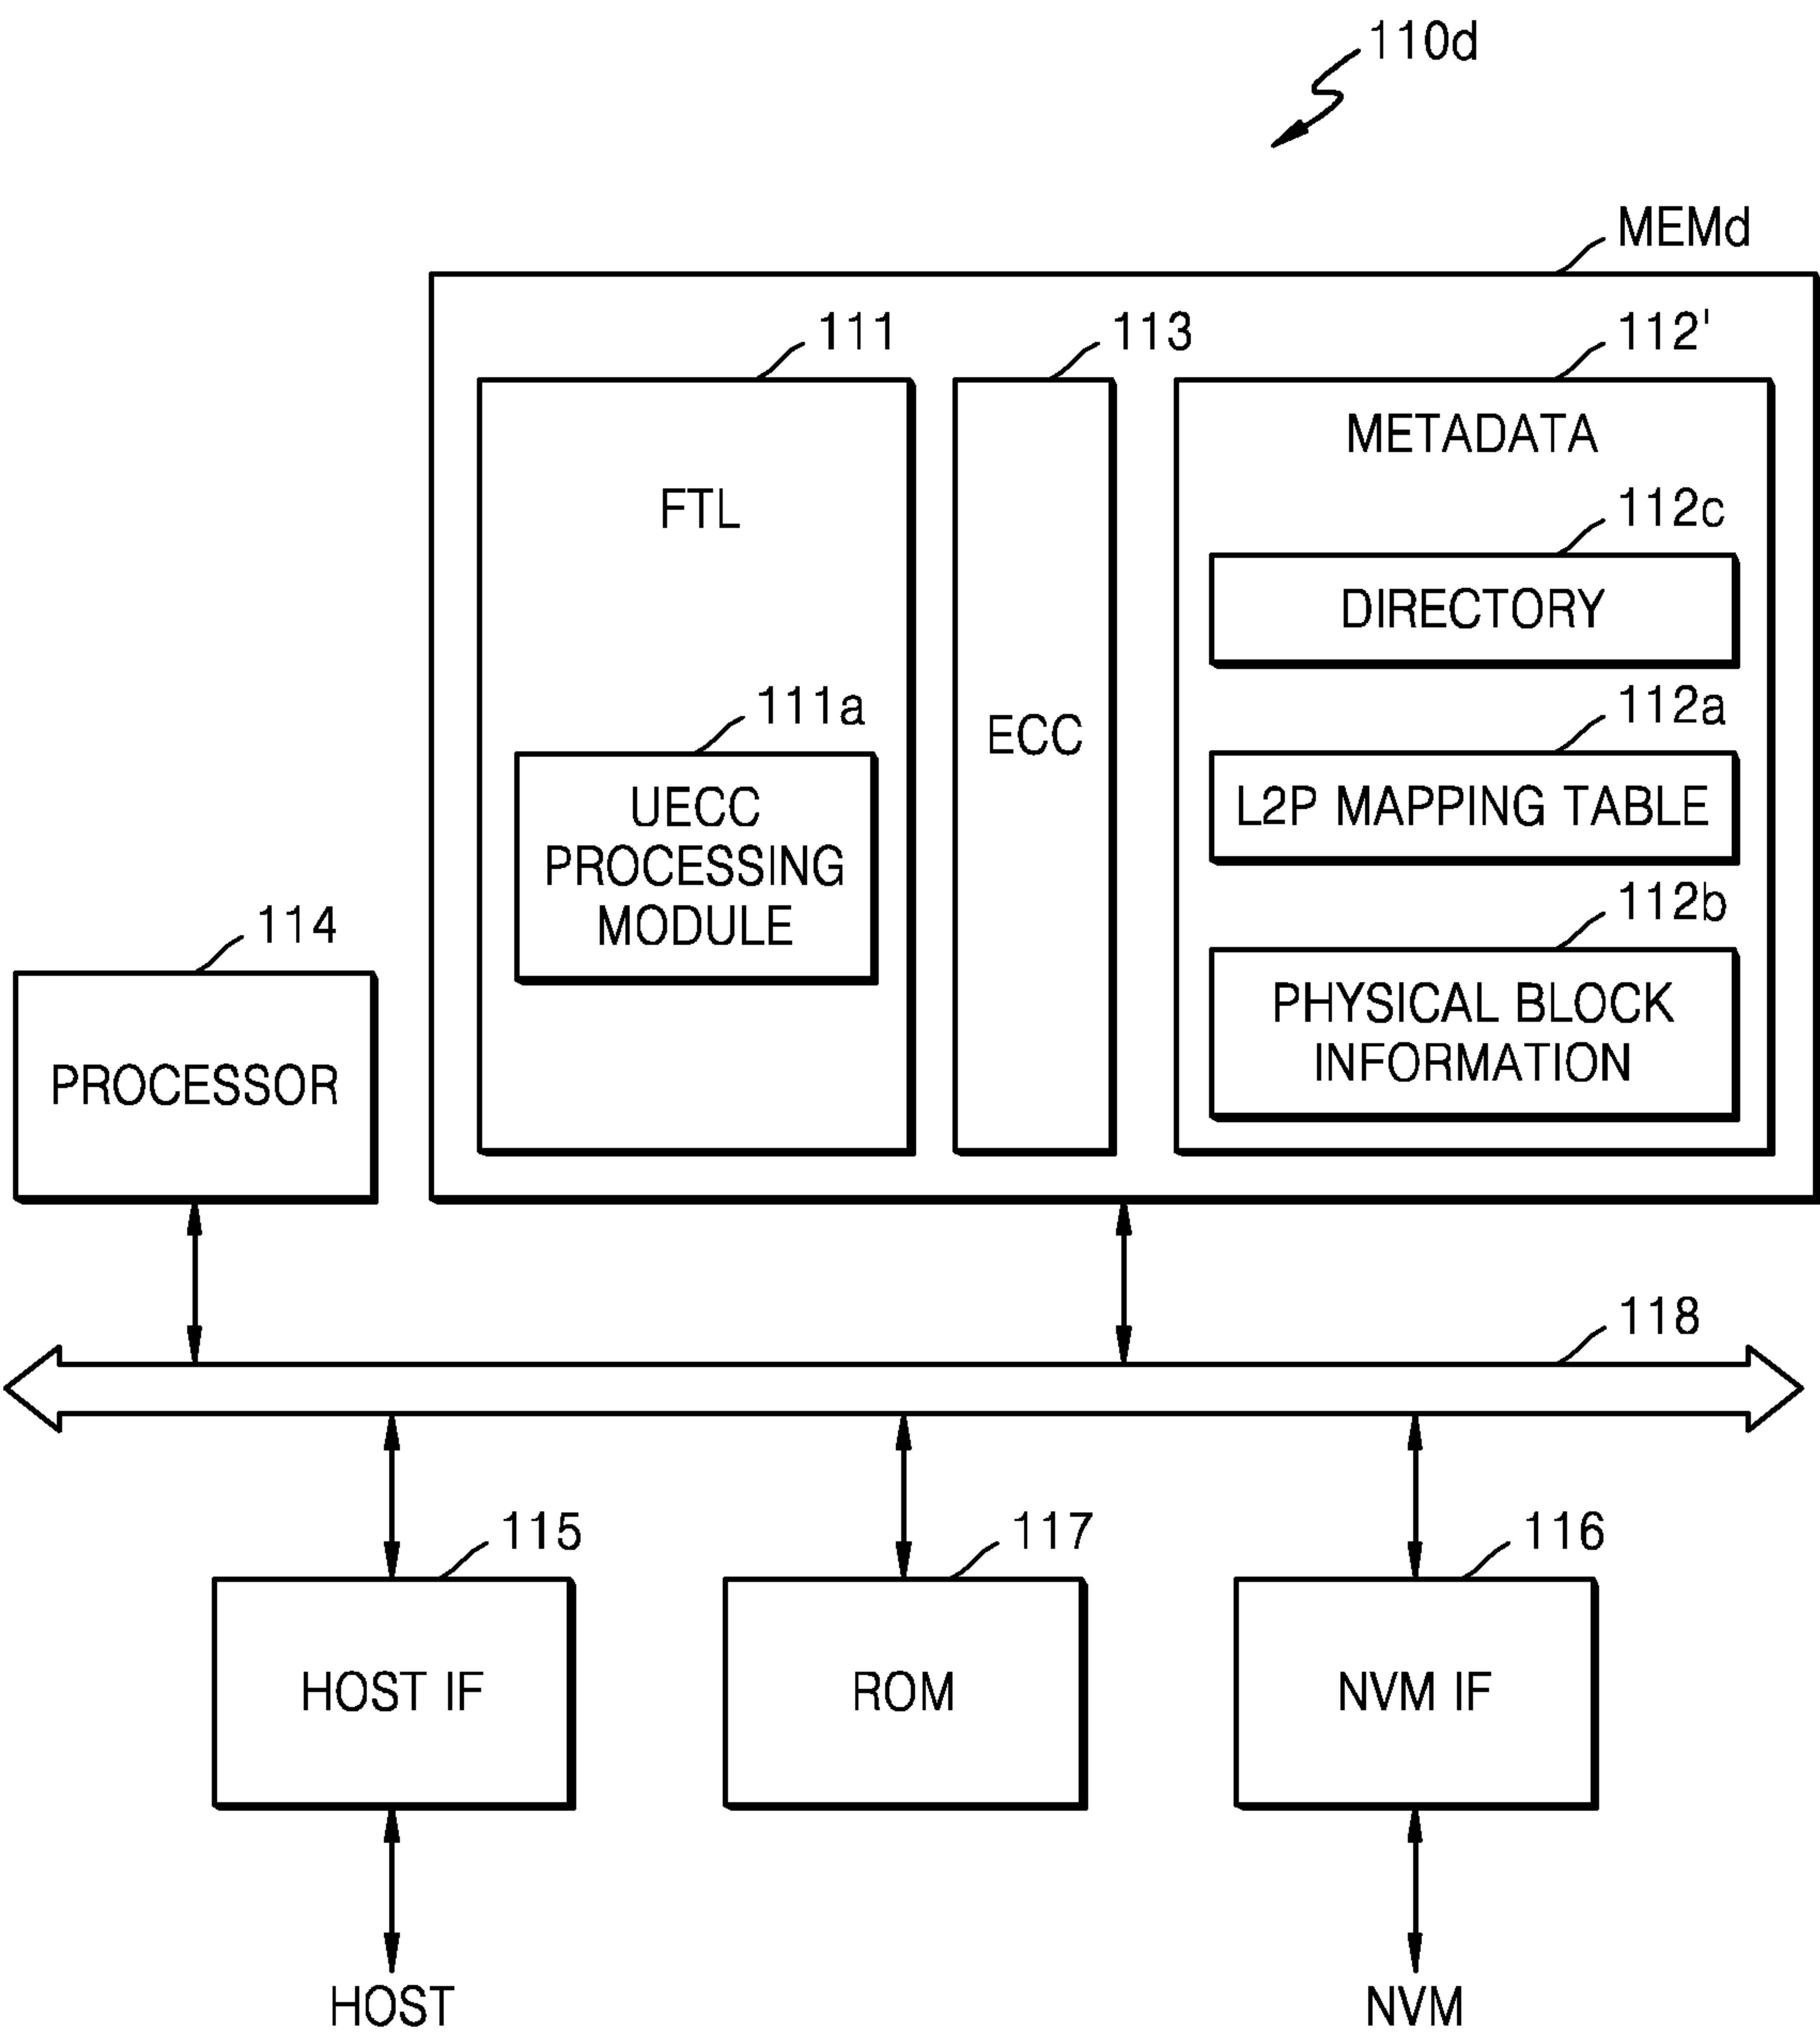 110d
MEMd
111
113
112'
METADATA
FTL
112c
DIRECTORY
111a
112a
ECC
UECC
PROCESSING
MODULE
L2P MAPPING TABLE
112b
114
PHYSICAL BLOCK
INFORMATION
PROCESSOR
118
115
117
116
HOST IF
ROM
NVM IF
HOST
NVM